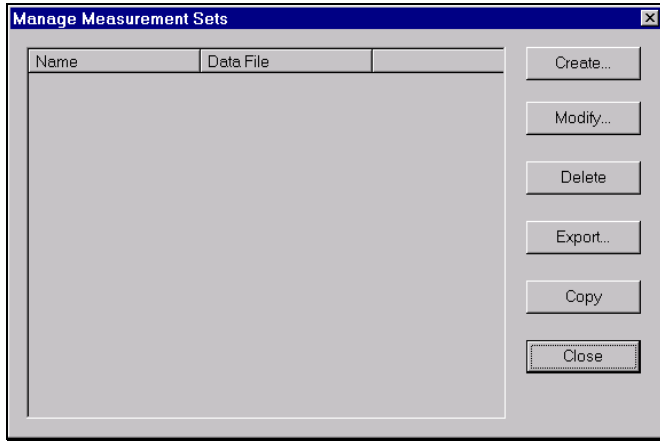 Manage Measurement Sets
Name Data File
Create...
Modify...
Delete
Export...
Copy
Close